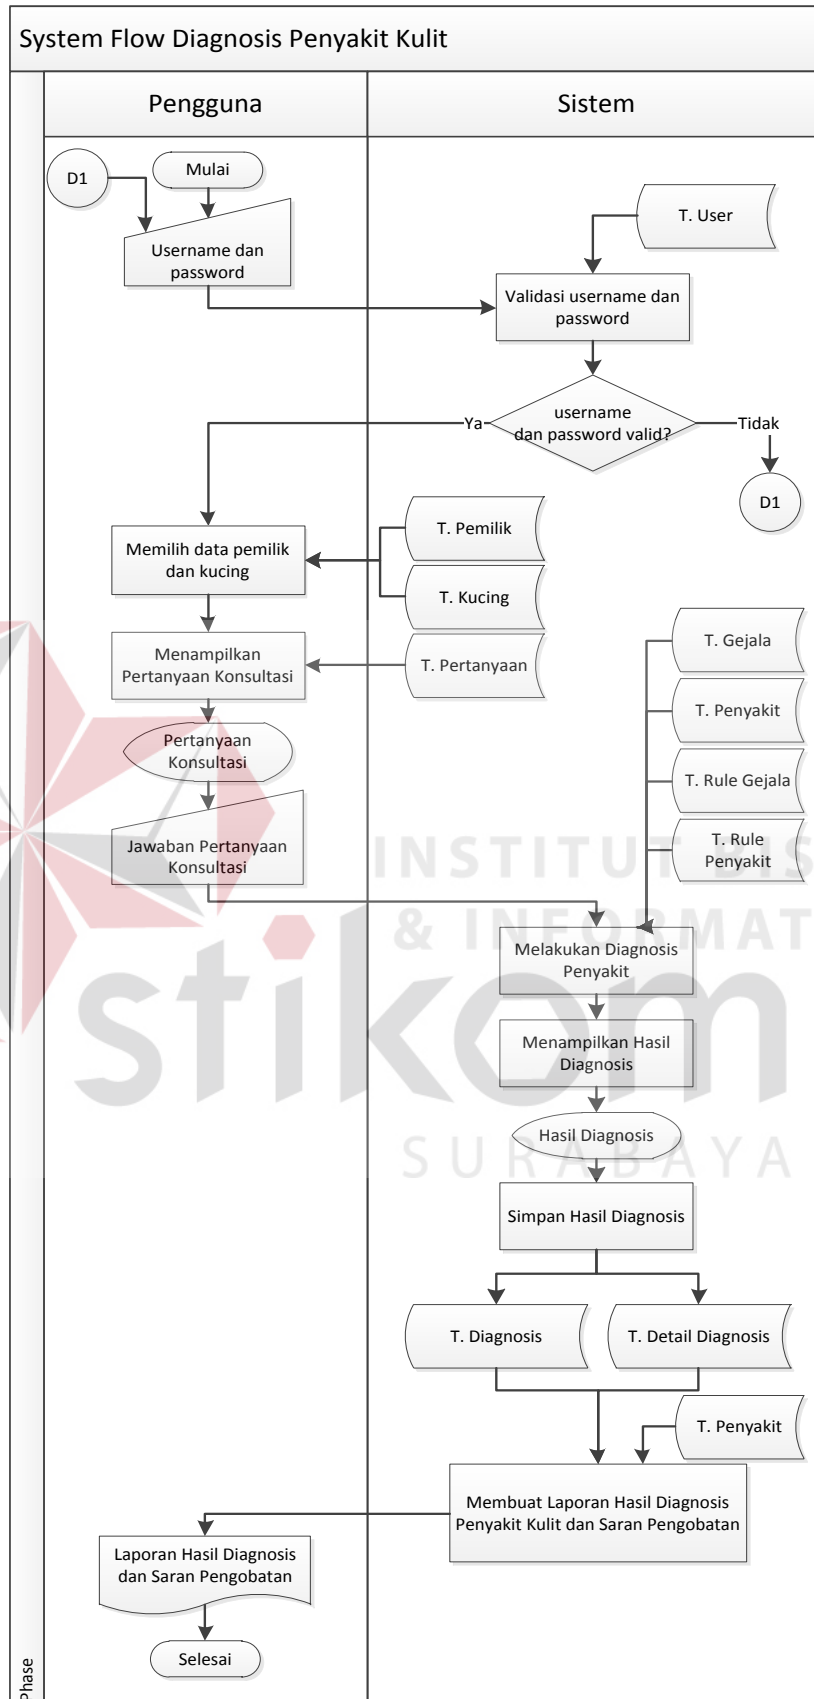 System Flow Diagnosis Penyakit Kulit
Pengguna
Sistem
D1
Mulai
Username dan
password
T. User
Validasi username dan
password
username
dan password valid?
Ya
Tidak
D1
Memilih data pemilik
dan kucing
T. Pemilik
T. Kucing
Menampilkan
Pertanyaan Konsultasi
T. Pertanyaan
T. Gejala
T. Penyakit
T. Rule Gejala
T. Rule
Penyakit
Pertanyaan
Konsultasi
Jawaban Pertanyaan
Konsultasi
INSTITUT BIS
& INFORMAT
stikom
SURABAYA
Melakukan Diagnosis
Penyakit
Menampilkan Hasil
Diagnosis
Hasil Diagnosis
Simpan Hasil Diagnosis
T. Diagnosis
T. Detail Diagnosis
T. Penyakit
Membuat Laporan Hasil Diagnosis
Penyakit Kulit dan Saran Pengobatan
Laporan Hasil Diagnosis
dan Saran Pengobatan
Selesai
Phase